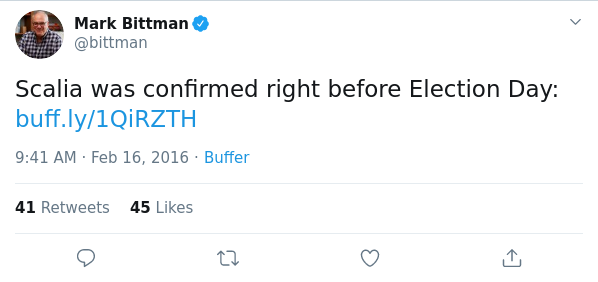 Mark Bittman
@bittman
Scalia was confirmed right before Election Day:
buff.ly/1QiRZTH
9:41 AM · Feb 16, 2016 · Buffer
41 Retweets 45 Likes